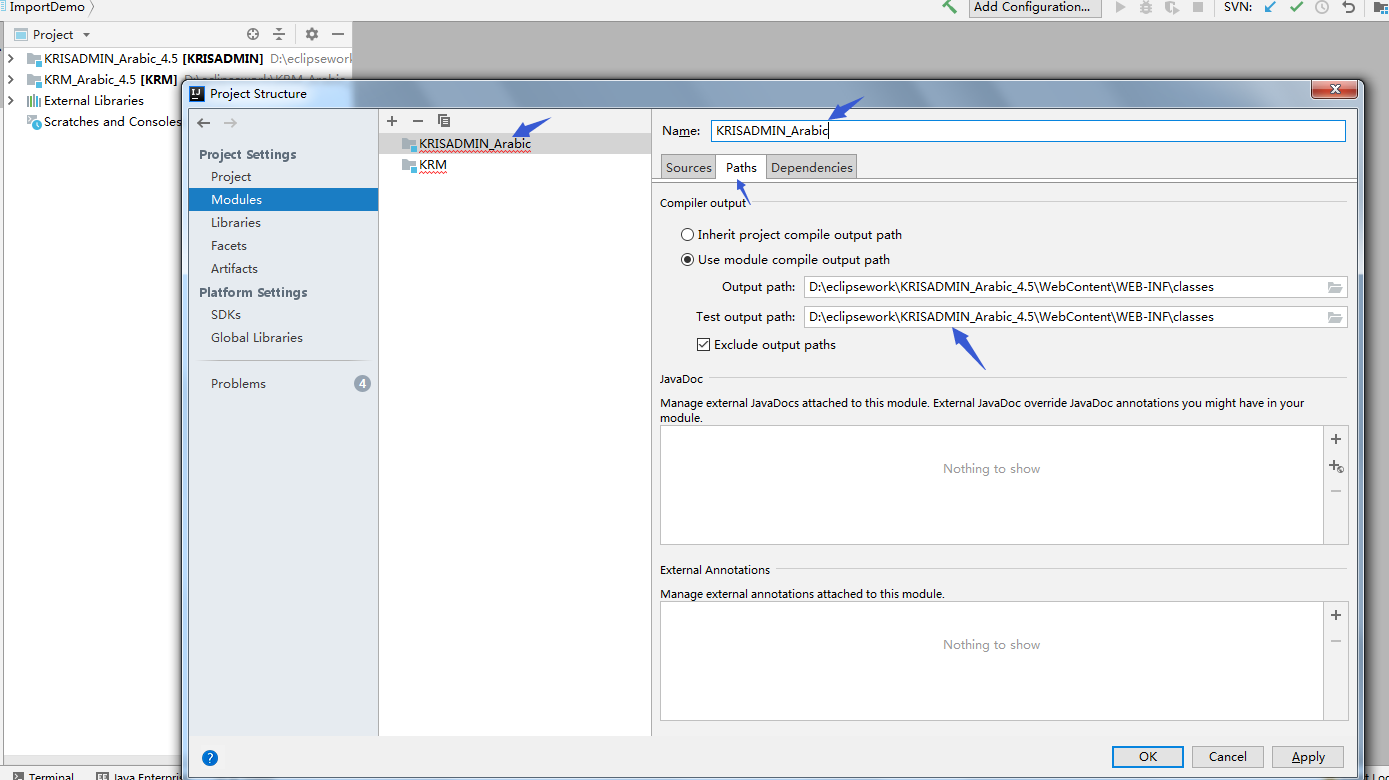 ImportDemo
Add Configuration...
SVN:
Project
KRISADMIN_Arabic_4.5 [KRISADMIN] D:\eclipsework
KRM_Arabic_4.5 [KRM] D:\eclipsework\KRM_Arabic
External Libraries
Scratches and Consoles
Project Structure
Project Settings
Project
Modules
Libraries
Facets
Artifacts
Platform Settings
SDKs
Global Libraries
Problems 4
KRISADMIN_Arabic
KRM
Name: KRISADMIN_Arabic
Sources Paths Dependencies
Compiler output
Inherit project compile output path
Use module compile output path
Output path: D:\eclipsework\KRISADMIN_Arabic_4.5\WebContent\WEB-INF\classes
Test output path: D:\eclipsework\KRISADMIN_Arabic_4.5\WebContent\WEB-INF\classes
Exclude output paths
JavaDoc
Manage external JavaDocs attached to this module. External JavaDoc override JavaDoc annotations you might have in your
module.
Nothing to show
External Annotations
Manage external annotations attached to this module.
Nothing to show
?
OK Cancel Apply
Terminal Java Enterpris